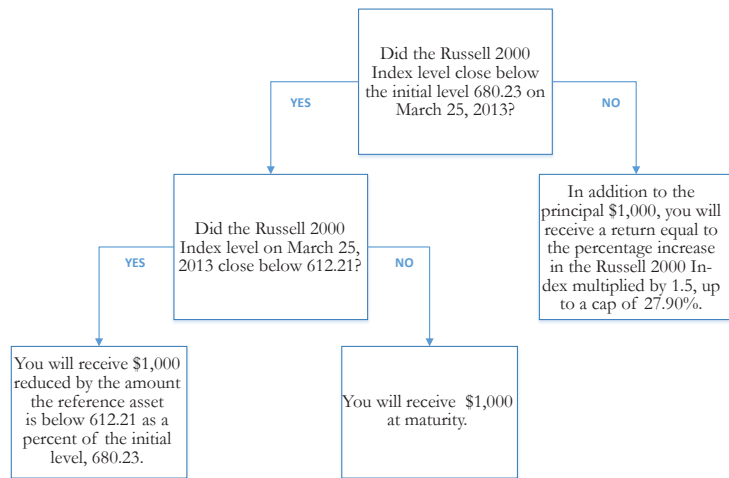 Did the Russell 2000
Index level close below
the initial level 680.23 on
March 25, 2013?
YES
NO
Did the Russell 2000
Index level on March 25,
2013 close below 612.21?
In addition to the
principal $1,000, you will
receive a return equal to
the percentage increase
in the Russell 2000 In-
dex multiplied by 1.5, up
to a cap of 27.90%.
YES
NO
You will receive $1,000
reduced by the amount
the reference asset
is below 612.21 as a
percent of the initial
level, 680.23.
You will receive $1,000
at maturity.